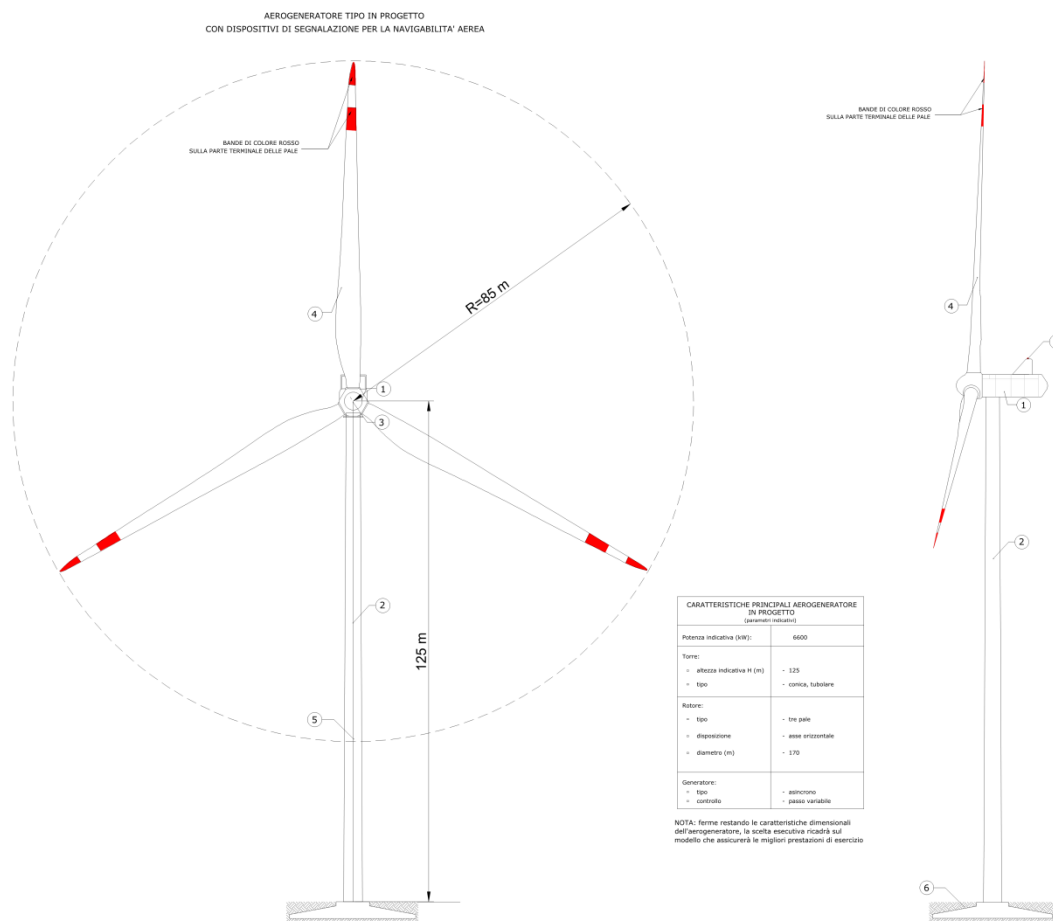 AEROGENERATORE TIPO IN PROGETTO
CON DISPOSITIVI DI SEGNALAZIONE PER LA NAVIGABILITA' AEREA
BANDE DI COLORE ROSSO
SULLA PARTE TERMINALE DELLE PALE
R=85 m
4
1
3
2
125 m
5
BANDE DI COLORE ROSSO
SULLA PARTE TERMINALE DELLE PALE
4
1
2
6
CARATTERISTICHE PRINCIPALI AEROGENERATORE
IN PROGETTO
(parametri indicativi)
Potenza indicativa (kW): 6600
Torre:
= altezza indicativa H (m) - 125
= tipo - conica, tubolare
Rotore:
= tipo - tre pale
= disposizione - asse orizzontale
= diametro (m) - 170
Generatore:
= tipo - asincrono
= controllo - passo variabile
NOTA: ferme restando le caratteristiche dimensionali
dell'aerogeneratore, la scelta esecutiva ricadrà sul
modello che assicurerà le migliori prestazioni di esercizio